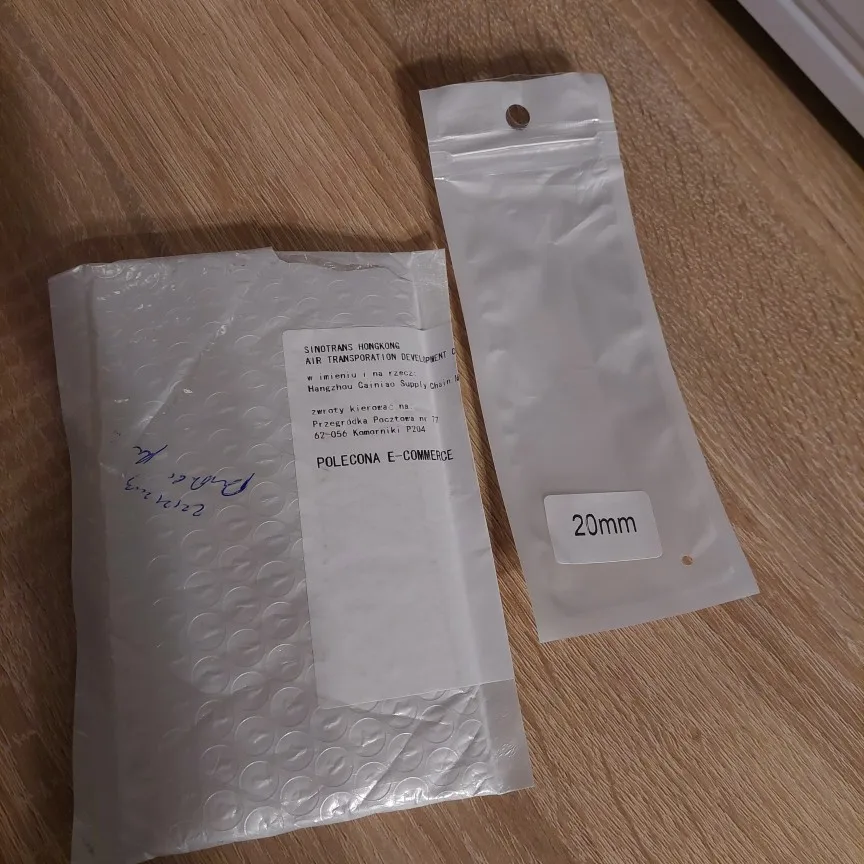 SINOTRANS HONGKONG
AIR TRANSPORATION DEVELOPMENT C
w imieniu i na rzecz:
Hangzhou Cainiao Supply Chain
zwroty kierować na:
Przegródka Pocztowa nr 77
62-056 Komorniki P204
POLECONA E-COMMERCE
20mm